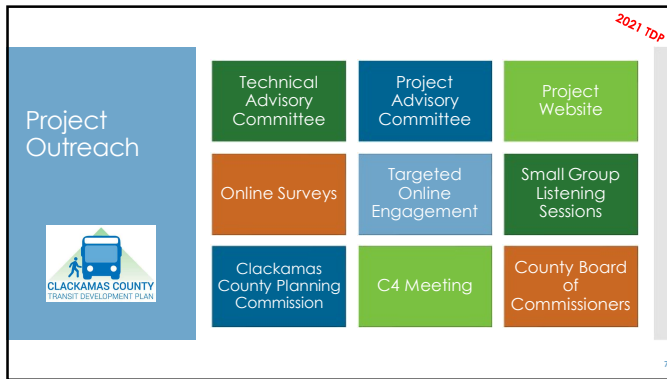 2021 TDP
Project
Outreach
CLACKAMAS COUNTY
TRANSIT DEVELOPMENT PLAN
Technical
Advisory
Committee
Project
Advisory
Committee
Project
Website
Online Surveys
Targeted
Online
Engagement
Small Group
Listening
Sessions
Clackamas
County Planning
Commission
C4 Meeting
County Board
of
Commissioners
7